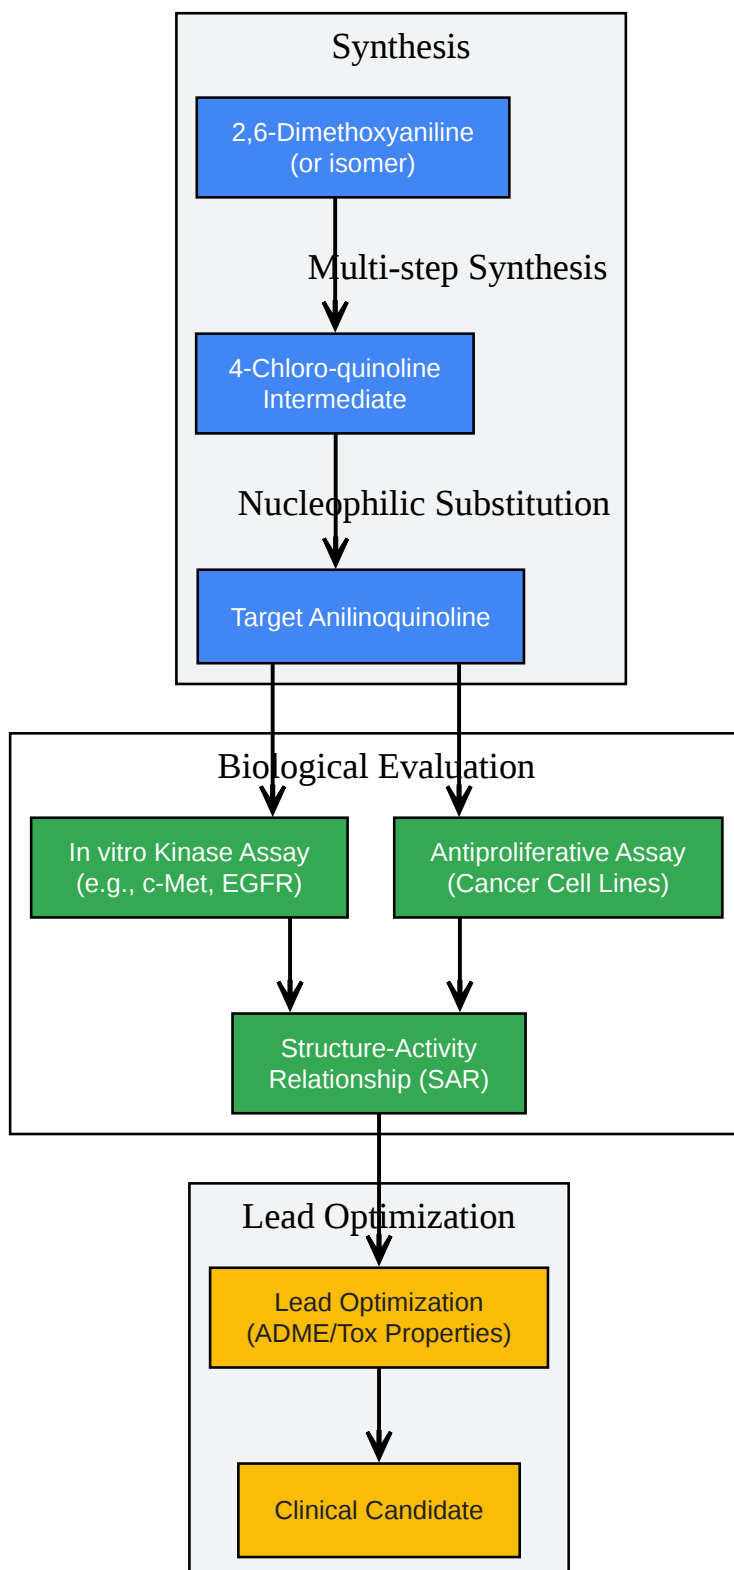 Synthesis
2,6-Dimethoxyaniline
(or isomer)
Multi-step Synthesis
4-Chloro-quinoline
Intermediate
Nucleophilic Substitution
Target Anilinoquinoline
Biological Evaluation
In vitro Kinase Assay
(e.g., c-Met, EGFR)
Antiproliferative Assay
(Cancer Cell Lines)
Structure-Activity
Relationship (SAR)
Lead Optimization
Lead Optimization
(ADME/Tox Properties)
Clinical Candidate